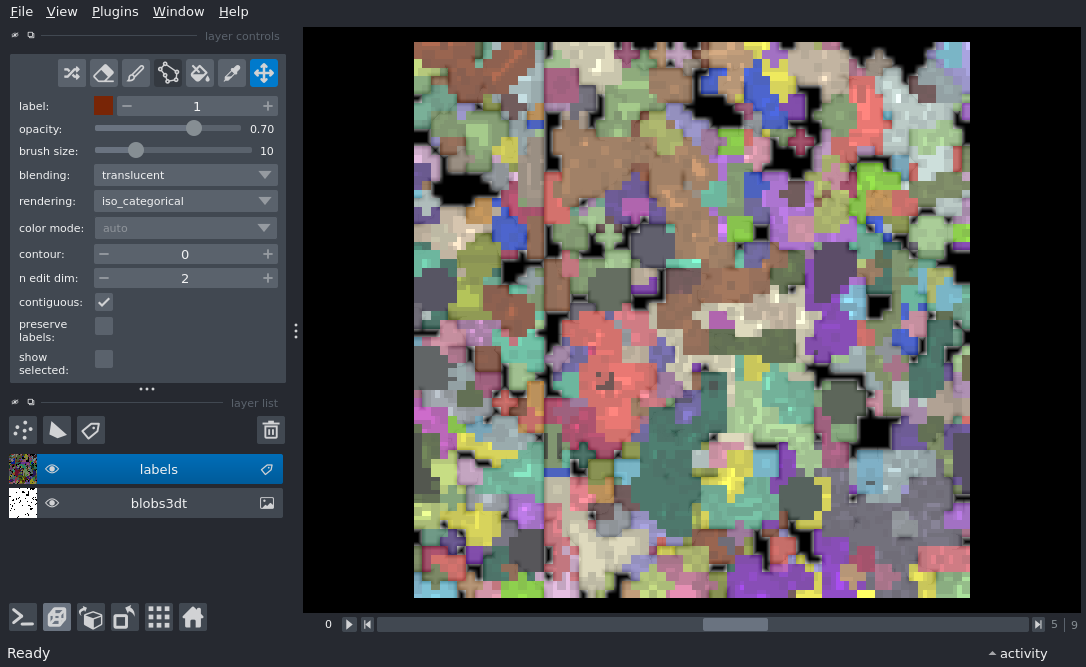 File View Plugins Window Help
layer controls
label: 1
opacity: 0.70
brush size: 10
blending: translucent
rendering: iso_categorical
color mode: auto
contour: 0
n edit dim: 2
contiguous:
preserve
labels:
show
selected:
layer list
labels
blobs3dt
0 5 | 9
Ready activity